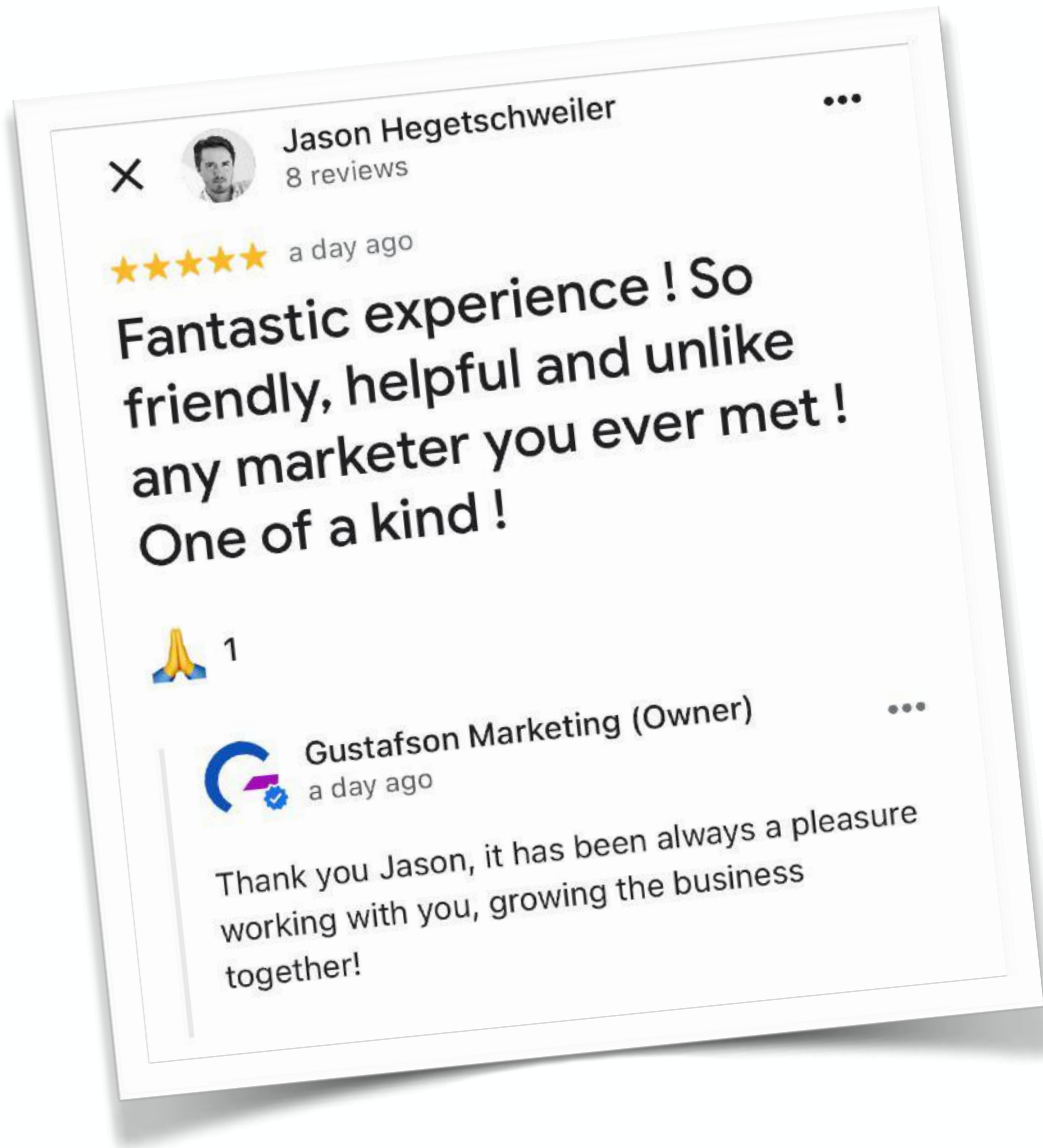 Jason Hegetschweiler
8 reviews
a day ago
Fantastic experience ! So
friendly, helpful and unlike
any marketer you ever met !
One of a kind !
🙏 1
Gustafson Marketing (Owner)
a day ago
Thank you Jason, it has been always a pleasure
working with you, growing the business
together!